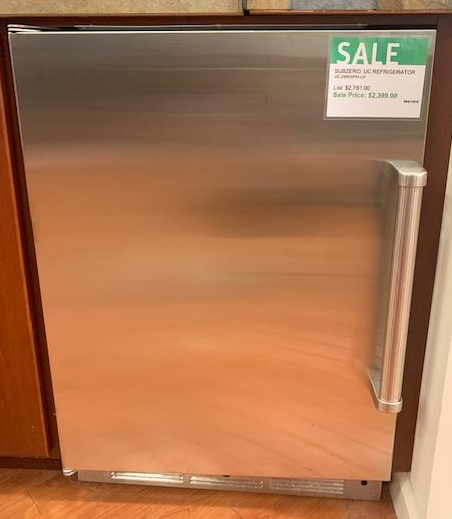 SALE
SUBZERO: UC REFRIGERATOR
List: $2,781.00
Sale Price: $2,399.00